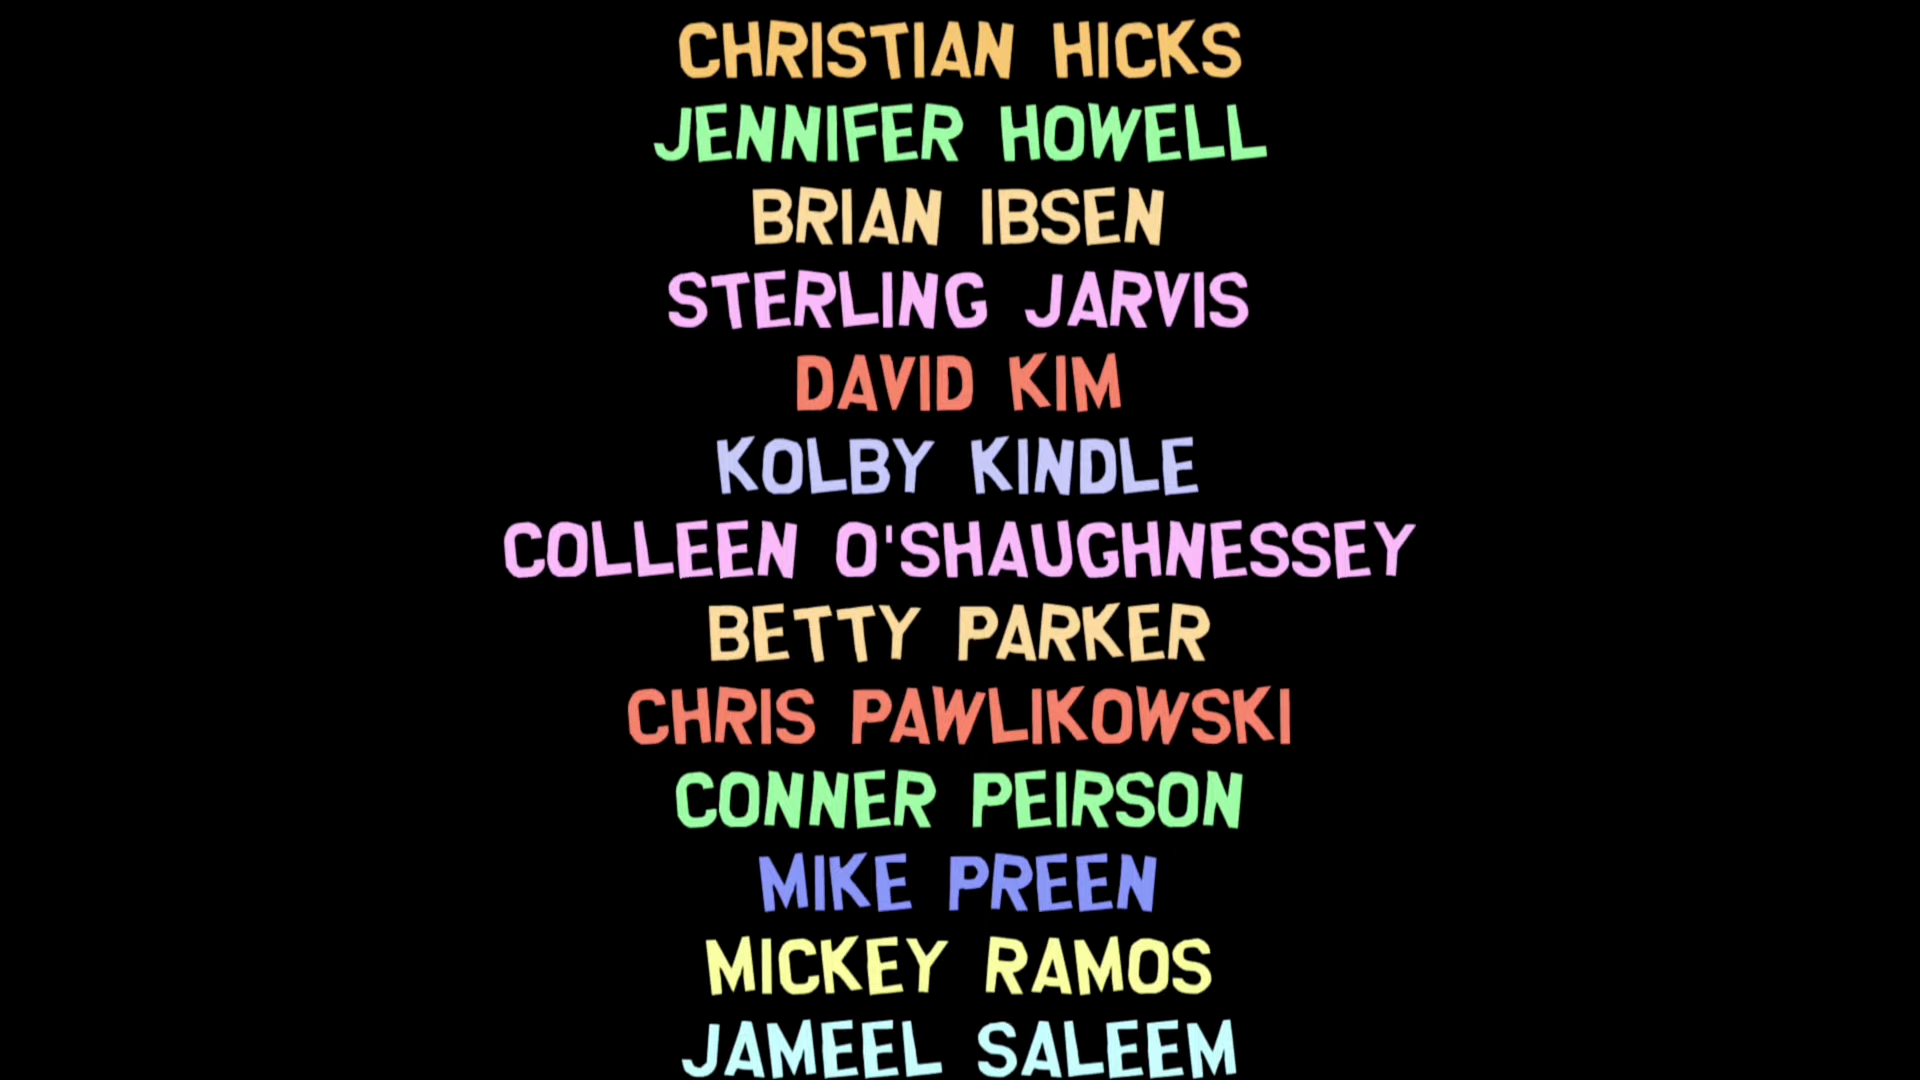 CHRISTIAN HICKS
JENNIFER HOWELL
BRIAN IBSEN
STERLING JARVIS
DAVID KIM
KOLBY KINDLE
COLLEEN O'SHAUGHNESSEY
BETTY PARKER
CHRIS PAWLIKOWSKI
CONNER PEIRSON
MIKE PREEN
MICKEY RAMOS
JAMEEL SALEEM